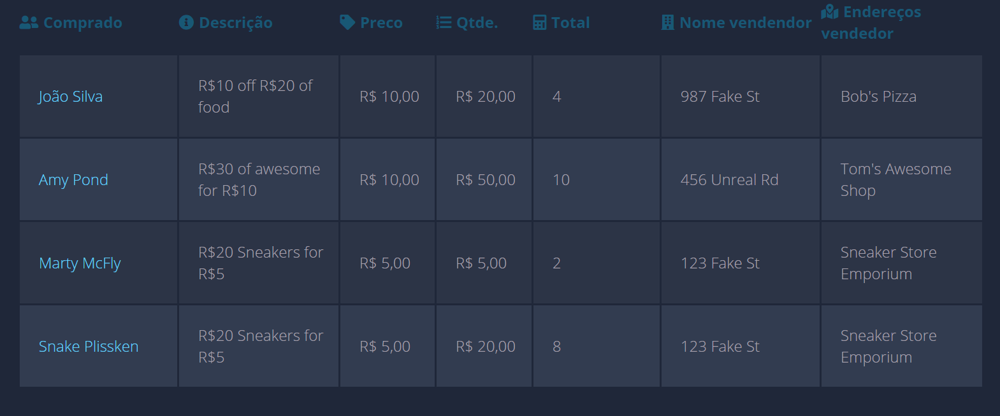 Comprado Descrição Preco Qtde. Total Nome vendendor Endereços
vendedor
João Silva
R$10 off R$20 of
food
R$ 10,00
R$ 20,00
4
987 Fake St
Bob's Pizza
Amy Pond
R$30 of awesome
for R$10
R$ 10,00
R$ 50,00
10
456 Unreal Rd
Tom's Awesome
Shop
Marty McFly
R$20 Sneakers for
R$5
R$ 5,00
R$ 5,00
2
123 Fake St
Sneaker Store
Emporium
Snake Plissken
R$20 Sneakers for
R$5
R$ 5,00
R$ 20,00
8
123 Fake St
Sneaker Store
Emporium